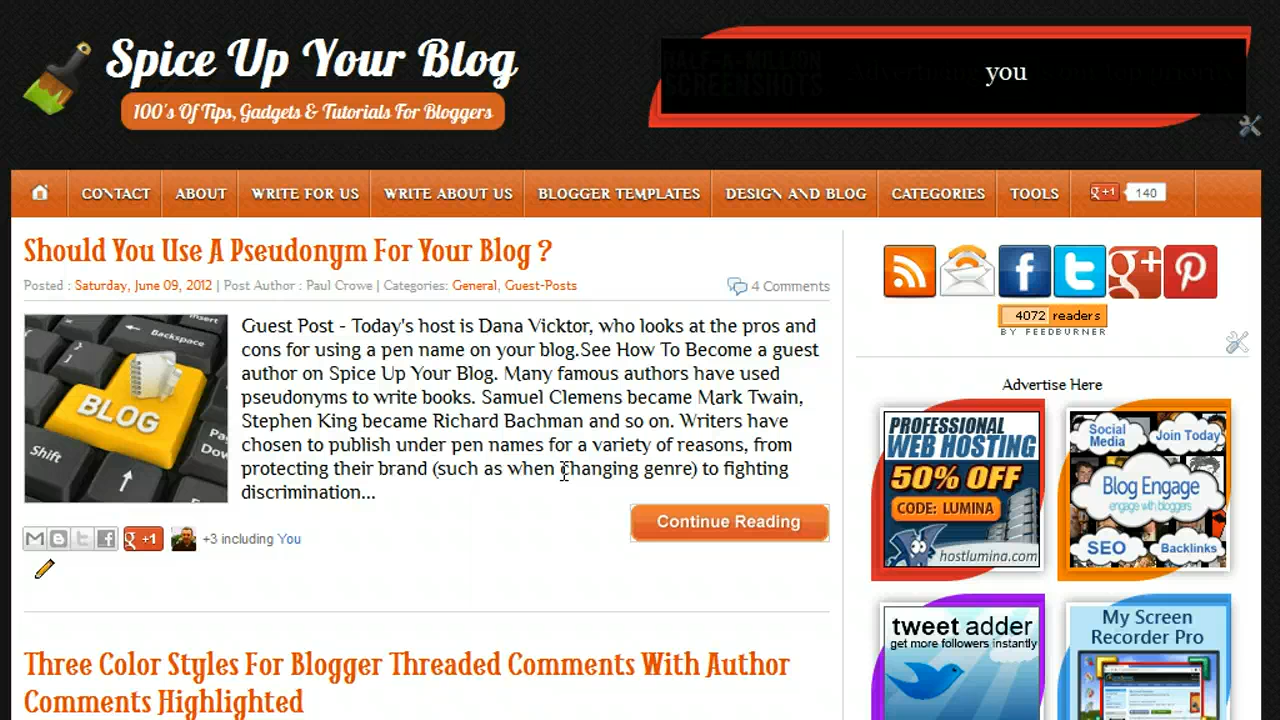 Spice Up Your Blog
100's Of Tips, Gadgets & Tutorials For Bloggers
HALF-A-MILLION
SCREENSHOTS
you
CONTACT ABOUT WRITE FOR US WRITE ABOUT US BLOGGER TEMPLATES DESIGN AND BLOG CATEGORIES TOOLS g +1 140
Should You Use A Pseudonym For Your Blog ?
Posted : Saturday, June 09, 2012 | Post Author : Paul Crowe | Categories: General, Guest-Posts
4 Comments
Backspace
BLOG
Shift
Guest Post - Today's host is Dana Vicktor, who looks at the pros and
cons for using a pen name on your blog.See How To Become a guest
author on Spice Up Your Blog. Many famous authors have used
pseudonyms to write books. Samuel Clemens became Mark Twain,
Stephen King became Richard Bachman and so on. Writers have
chosen to publish under pen names for a variety of reasons, from
protecting their brand (such as when changing genre) to fighting
discrimination...
Continue Reading
g +1 +3 including You
Three Color Styles For Blogger Threaded Comments With Author
Comments Highlighted
4072 readers
BY FEEDBURNER
Advertise Here
PROFESSIONAL
WEB HOSTING
50% OFF
CODE: LUMINA
hostlumina.com
Social
Media
Join Today
Blog Engage
engage with bloggers
SEO
Backlinks
tweet adder
get more followers instantly
My Screen
Recorder Pro